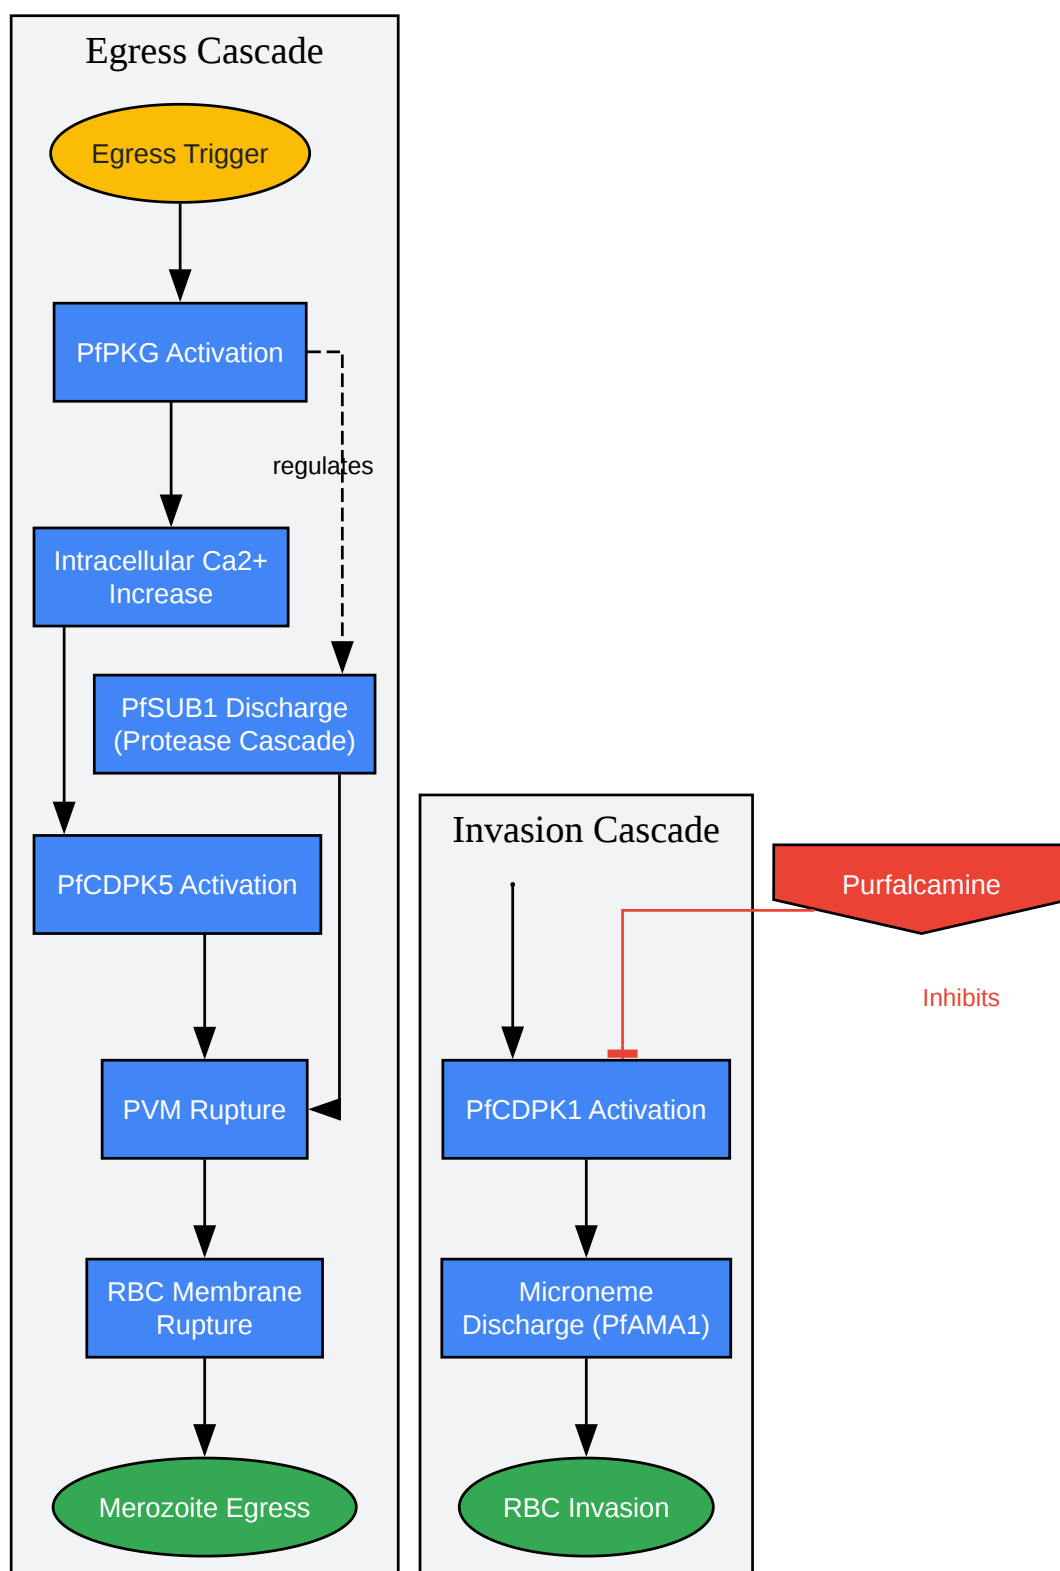 Egress Cascade
Egress Trigger
PfPKG Activation
regulates
Intracellular Ca2+
Increase
PfSUB1 Discharge
(Protease Cascade)
PfCDPK5 Activation
PVM Rupture
RBC Membrane
Rupture
Merozoite Egress
Invasion Cascade
Purfalcamine
Inhibits
PfCDPK1 Activation
Microneme
Discharge (PfAMA1)
RBC Invasion